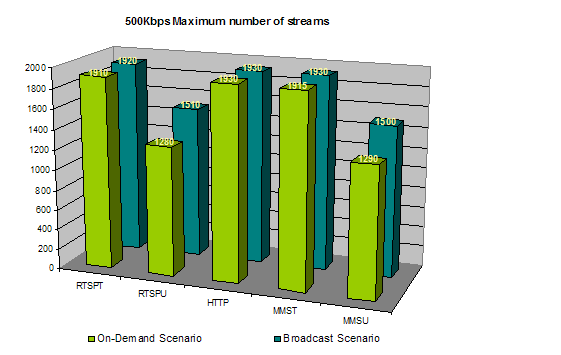 500Kbps Maximum number of streams
2000
1800
1600
1400
1200
1000
800
600
400
200
0
1910
1920
1280
1510
1930
1930
1915
1930
1290
1500
RTSPT
RTSPU
HTTP
MMST
MMSU
On-Demand Scenario
Broadcast Scenario